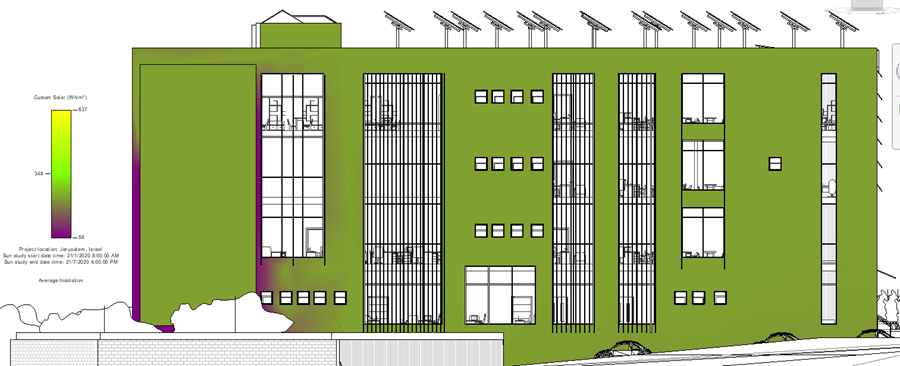 Custom Solar (Wh/m²)
637
348
58
Project location: Jerusalem, Israel
Sun study start date time: 21/1/2020 8:00:00 AM
Sun study end date time: 21/7/2020 4:00:00 PM
Average Insolation